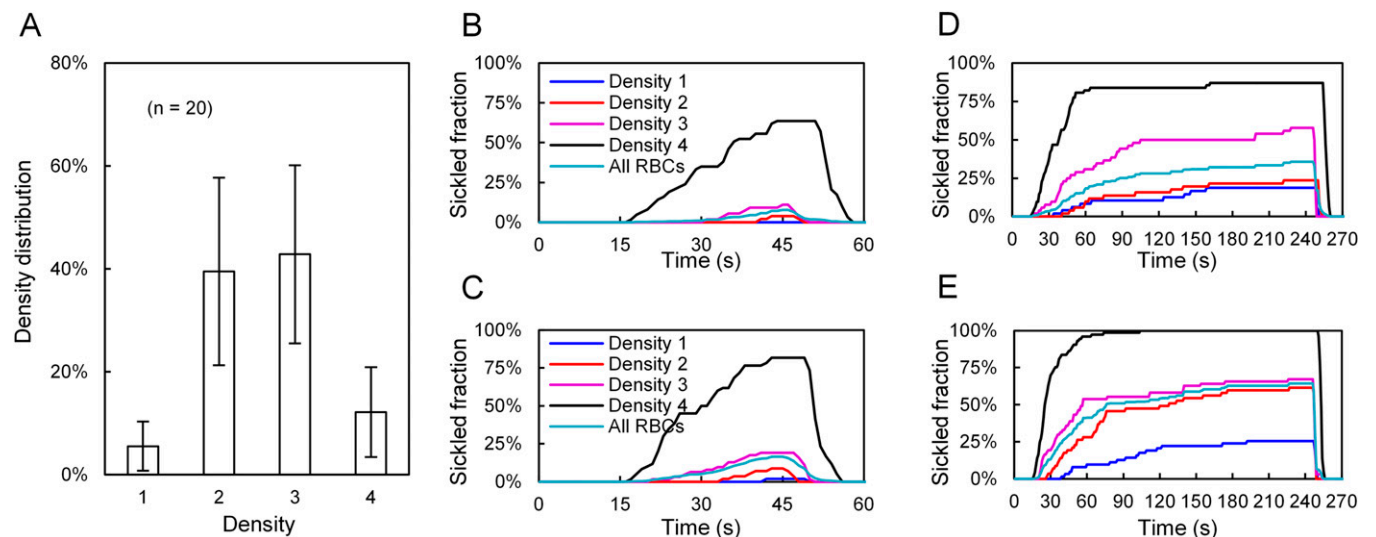 A
Density distribution
80%
60%
40%
20%
0%
(n = 20)
1 2 3 4
Density
B
Sickled fraction
100%
75%
50%
25%
0%
Density 1
Density 2
Density 3
Density 4
All RBCs
0 15 30 45 60
Time (s)
C
Sickled fraction
100%
75%
50%
25%
0%
Density 1
Density 2
Density 3
Density 4
All RBCs
0 15 30 45 60
Time (s)
D
Sickled fraction
100%
75%
50%
25%
0%
0 30 60 90 120 150 180 210 240 270
Time (s)
E
Sickled fraction
100%
75%
50%
25%
0%
0 30 60 90 120 150 180 210 240 270
Time (s)